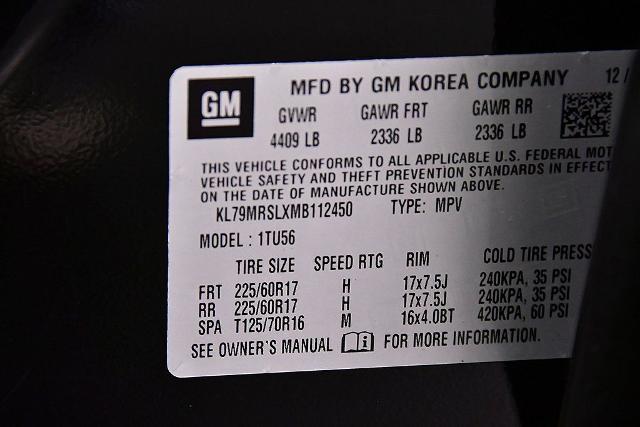 GM MFD BY GM KOREA COMPANY 12/
GVWR GAWR FRT GAWR RR
4409 LB 2336 LB 2336 LB
THIS VEHICLE CONFORMS TO ALL APPLICABLE U.S. FEDERAL MOT
VEHICLE SAFETY AND THEFT PREVENTION STANDARDS IN EFFECT
ON THE DATE OF MANUFACTURE SHOWN ABOVE.
KL79MRSLXMB112450 TYPE: MPV
MODEL: 1TU56
TIRE SIZE SPEED RTG RIM COLD TIRE PRESS
FRT 225/60R17 H 17x7.5J 240KPA, 35 PSI
RR 225/60R17 H 17x7.5J 240KPA, 35 PSI
SPA T125/70R16 M 16x4.0BT 420KPA, 60 PSI
SEE OWNER'S MANUAL i FOR MORE INFORMATION.